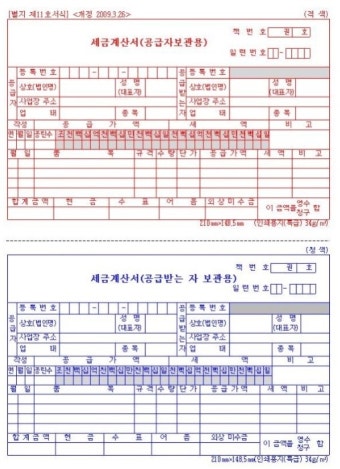 [별지 제11호서식] <개정 2009.3.26> (적 색)
책 번 호 권 호
세금계산서(공급자보관용)
일련번호 -
공급자 등록번호 - - 공급받는자 등록번호
상호(법인명) 성명(대표자) 상호(법인명) 성명(대표자)
사업장 주소 사업장 주소
업 태 종목 업 태 종 목
작성 공 급 가 액 세 액 비 고
년 월 일 공란수 조 천 백 십 억 천 백 십 만 천 백 십 일 천 백 십 억 천 백 십 만 천 백 십 일
월 일 품 목 규격 수량 단가 공급가액 세 액 비 고
합계금액 현 금 수 표 어 음 외상미수금 이 금액을 영수 청구 함
210mm×148.5mm (인쇄용지(특급) 34g/㎡)
(청 색)
책 번 호 권 호
세금계산서(공급받는 자 보관용)
일련번호 -
공급자 등록번호 - - 공급받는자 등록번호
상호(법인명) 성명(대표자) 상호(법인명) 성명(대표자)
사업장 주소 사업장 주소
업 태 종목 업 태 종 목
작성 공 급 가 액 세 액 비 고
년 월 일 공란수 조 천 백 십 억 천 백 십 만 천 백 십 일 천 백 십 억 천 백 십 만 천 백 십 일
월 일 품 목 규격 수량 단가 공급가액 세 액 비 고
합계금액 현 금 수 표 어 음 외상미수금 이 금액을 영수 청구 함
210mm×148.5mm (인쇄용지(특급) 34g/㎡)